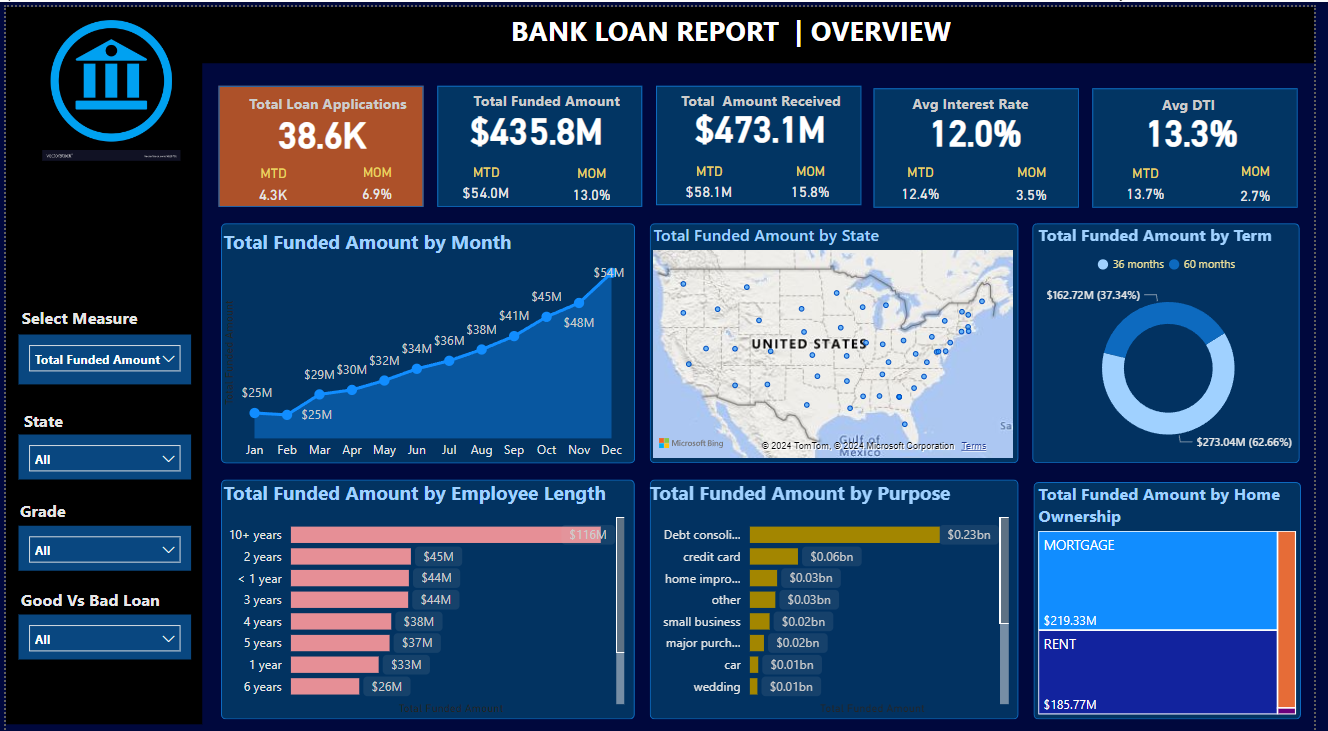 BANK LOAN REPORT | OVERVIEW
Total Loan Applications
38.6K
MTD MOM
4.3K 6.9%
Total Funded Amount
$435.8M
MTD MOM
$54.0M 13.0%
Total Amount Received
$473.1M
MTD MOM
$58.1M 15.8%
Avg Interest Rate
12.0%
MTD MOM
12.4% 3.5%
Avg DTI
13.3%
MTD MOM
13.7% 2.7%
Select Measure
Total Funded Amount
State
All
Grade
All
Good Vs Bad Loan
All
Total Funded Amount by Month
$25M
$25M
$29M
$30M
$32M
$34M
$36M
$38M
$41M
$45M
$48M
$54M
Jan Feb Mar Apr May Jun Jul Aug Sep Oct Nov Dec
Total Funded Amount by State
UNITED STATES
Gulf of
Mexico
Sa
Microsoft Bing
© 2024 TomTom, © 2024 Microsoft Corporation Terms
Total Funded Amount by Term
36 months 60 months
$162.72M (37.34%)
$273.04M (62.66%)
Total Funded Amount by Employee Length
10+ years $116M
2 years $45M
< 1 year $44M
3 years $44M
4 years $38M
5 years $37M
1 year $33M
6 years $26M
Total Funded Amount
Total Funded Amount by Purpose
Debt consoli... $0.23bn
credit card $0.06bn
home impro... $0.03bn
other $0.03bn
small business $0.02bn
major purch... $0.02bn
car $0.01bn
wedding $0.01bn
Total Funded Amount
Total Funded Amount by Home
Ownership
MORTGAGE
$219.33M
RENT
$185.77M